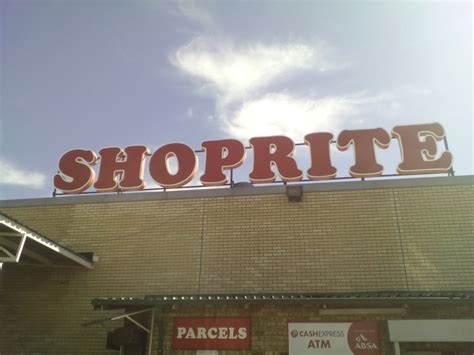 SHOPRITE
PARCELS
CASHEXPRESS
ATM
ABSA